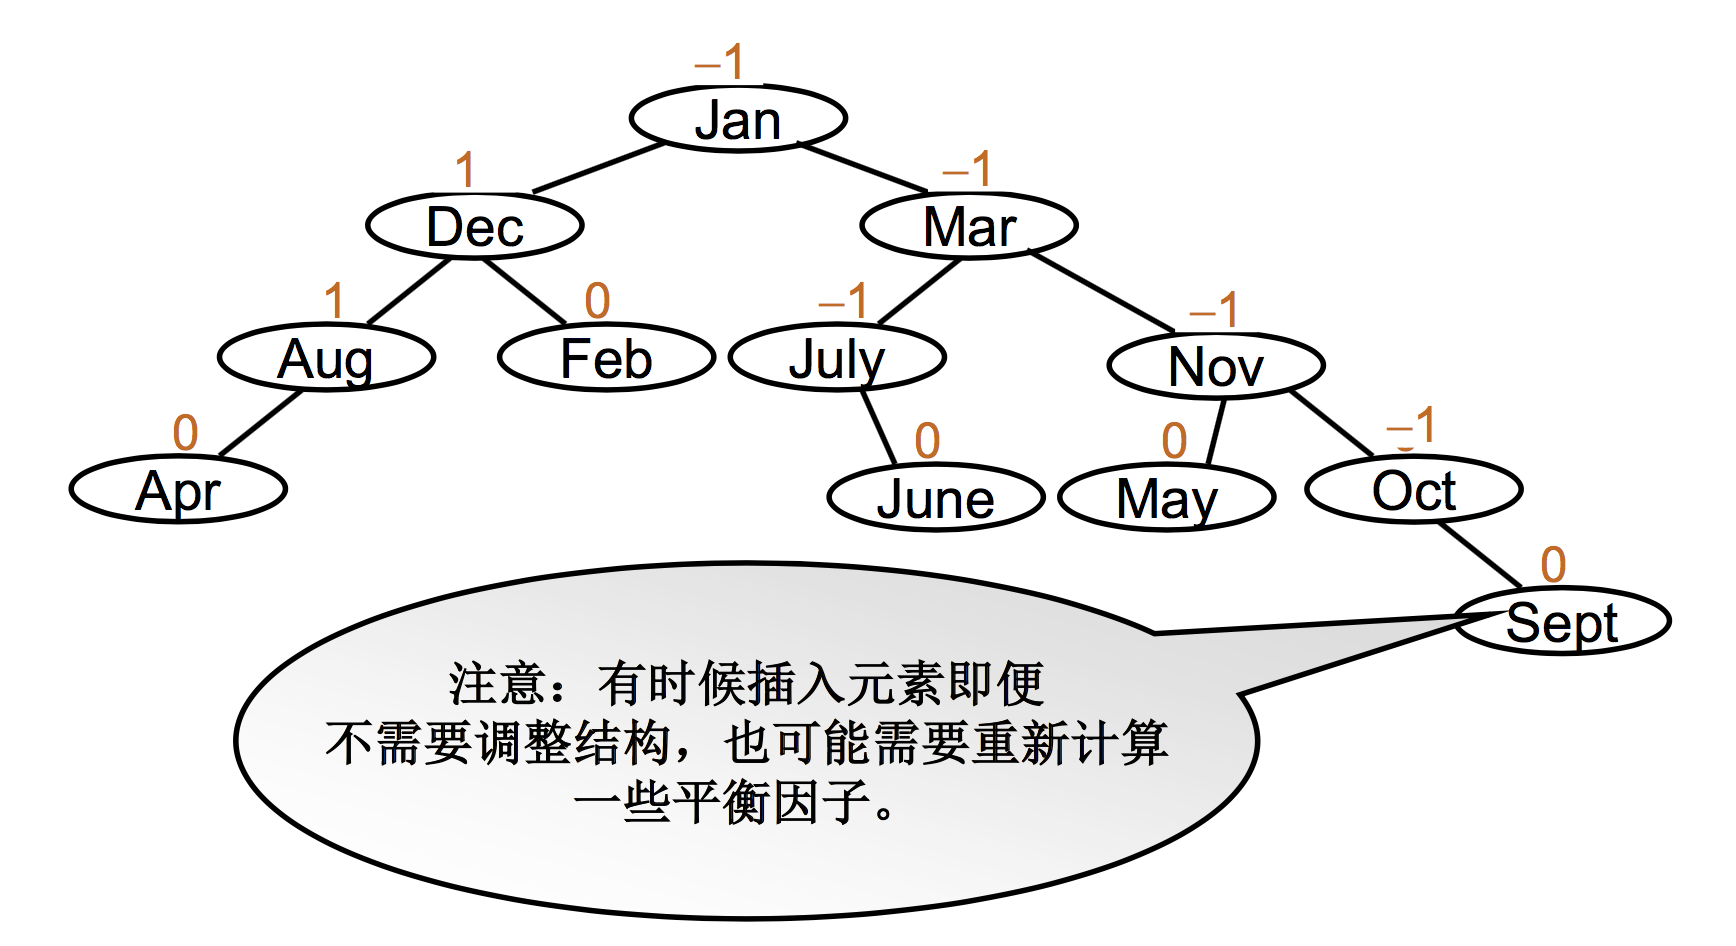 –1
Jan
1
–1
Dec
Mar
1
0
–1
–1
Aug
Feb
July
Nov
0
0
0
–1
Apr
June
May
Oct
0
Sept
注意：有时候插入元素即便
不需要调整结构，也可能需要重新计算
一些平衡因子。